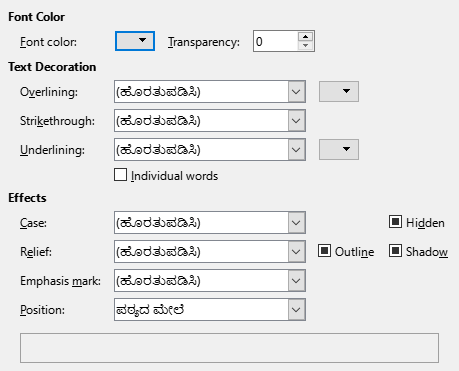 Font Color
Font color: Transparency: 0
Text Decoration
Overlining: (ಹೊರತುಪಡಿಸಿ)
Strikethrough: (ಹೊರತುಪಡಿಸಿ)
Underlining: (ಹೊರತುಪಡಿಸಿ)
Individual words
Effects
Case: (ಹೊರತುಪಡಿಸಿ) Hidden
Relief: (ಹೊರತುಪಡಿಸಿ) Outline Shadow
Emphasis mark: (ಹೊರತುಪಡಿಸಿ)
Position: ಪಠ್ಯದ ಮೇಲೆ